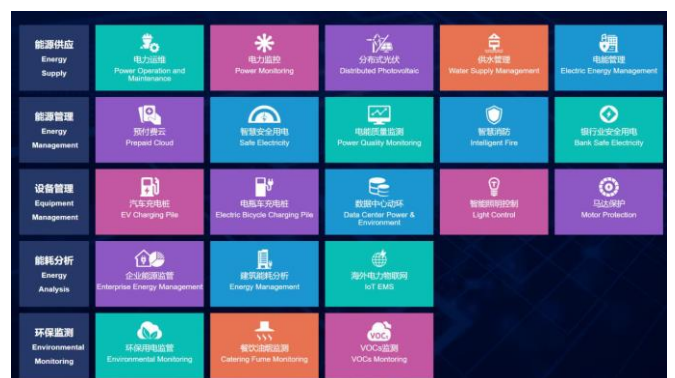 能源供应
Energy
Supply
电力运维
Power Operation and
Maintenance
电力监控
Power Monitoring
分布式光伏
Distributed Photovoltaic
供水管理
Water Supply Management
电能管理
Electric Energy Management
能源管理
Energy
Management
预付费云
Prepaid Cloud
智慧安全用电
Safe Electricity
电能质量监测
Power Quality Monitoring
智慧消防
Intelligent Fire
银行业安全用电
Bank Safe Electricity
设备管理
Equipment
Management
汽车充电桩
EV Charging Pile
电瓶车充电桩
Electric Bicycle Charging Pile
数据中心动环
Data Center Power &
Environment
智能照明控制
Light Control
马达保护
Motor Protection
能耗分析
Energy
Analysis
企业能源监管
Enterprise Energy Management
建筑能耗分析
Energy Management
海外电力物联网
IoT EMS
环保监测
Environmental
Monitoring
环保用电监管
Environmental Monitoring
餐饮油烟监测
Catering Fume Monitoring
VOC
VOCs监测
VOCs Montoring